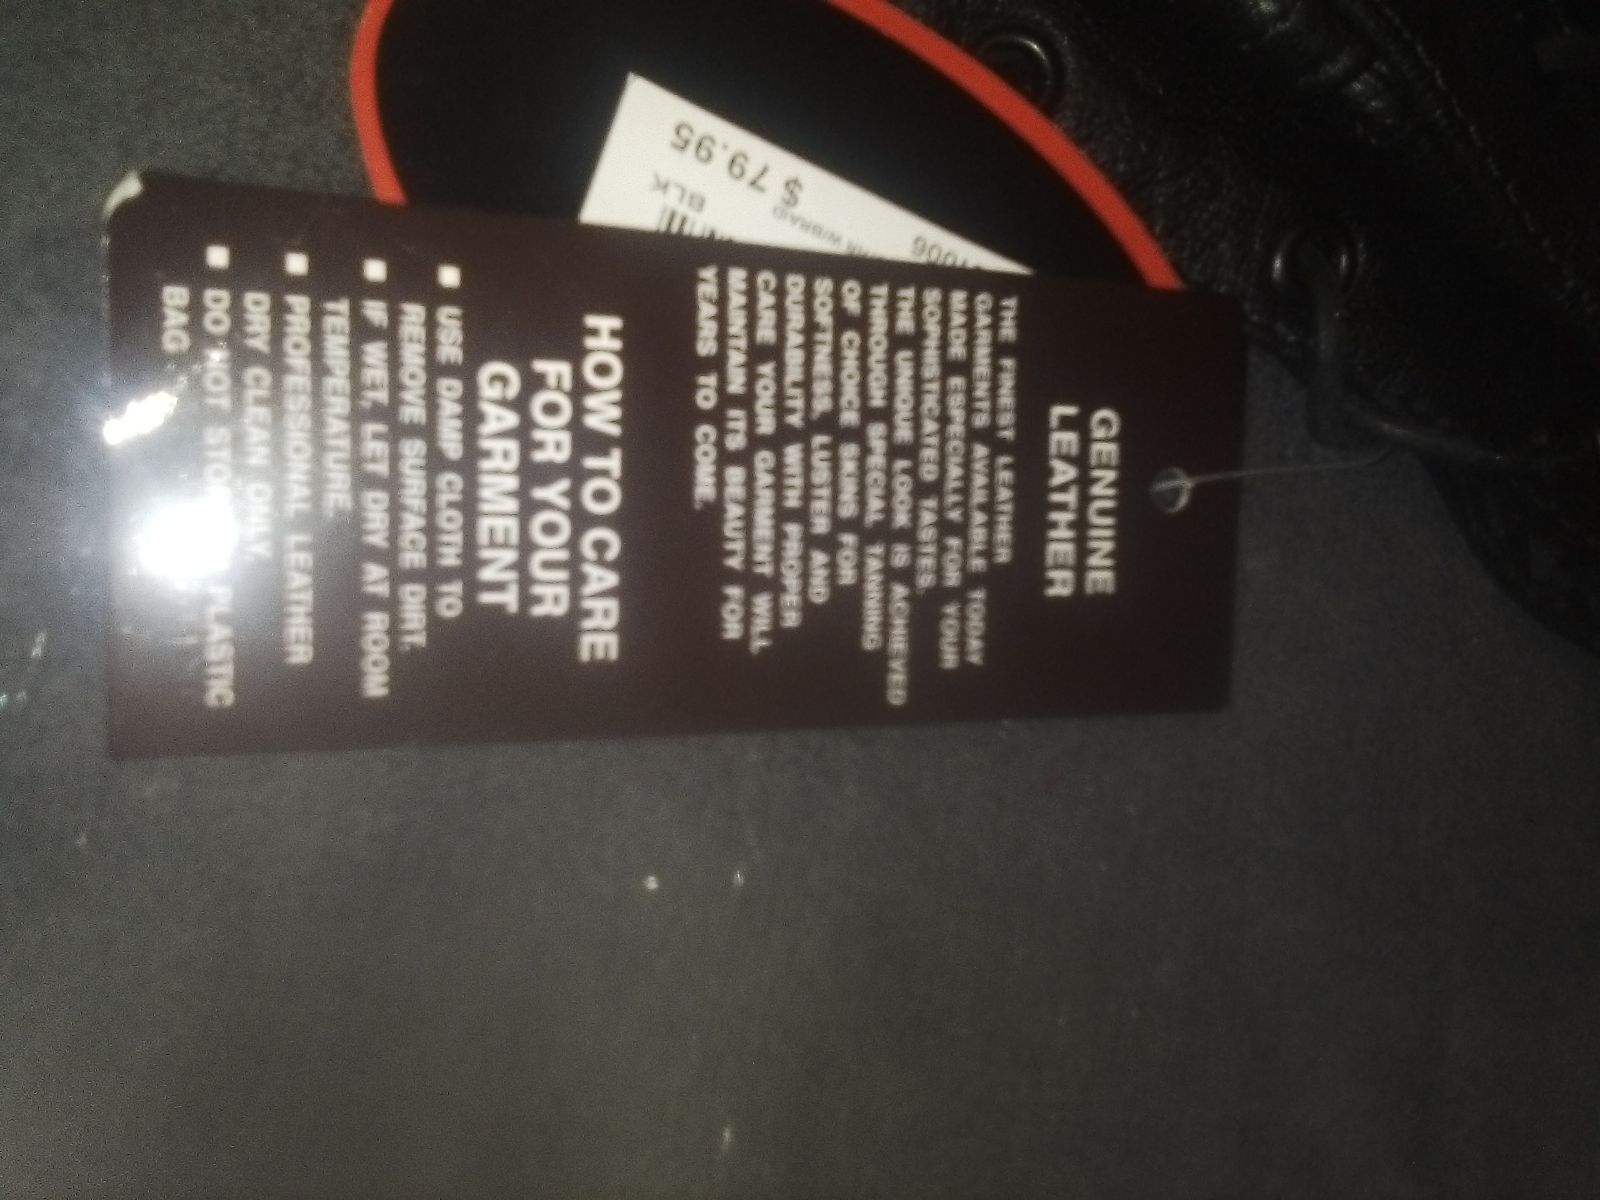 GENUINE
LEATHER
THE FINEST LEATHER
GARMENTS AVAILABLE TODAY
MADE ESPECIALLY FOR YOUR
SOPHISTICATED TASTES.
THE UNIQUE LOOK IS ACHIEVED
THROUGH SPECIAL TANNING
OF CHOICE SKINS FOR
SOFTNESS, LUSTER AND
DURABILITY WITH PROPER
CARE YOUR GARMENT WILL
MAINTAIN ITS BEAUTY FOR
YEARS TO COME.
HOW TO CARE
FOR YOUR
GARMENT
USE DAMP CLOTH TO
REMOVE SURFACE DIRT.
IF WET, LET DRY AT ROOM
TEMPERATURE.
PROFESSIONAL LEATHER
DRY CLEAN ONLY
DO NOT PLASTIC
BAG
W/BRAID
BLK
$ 79.95